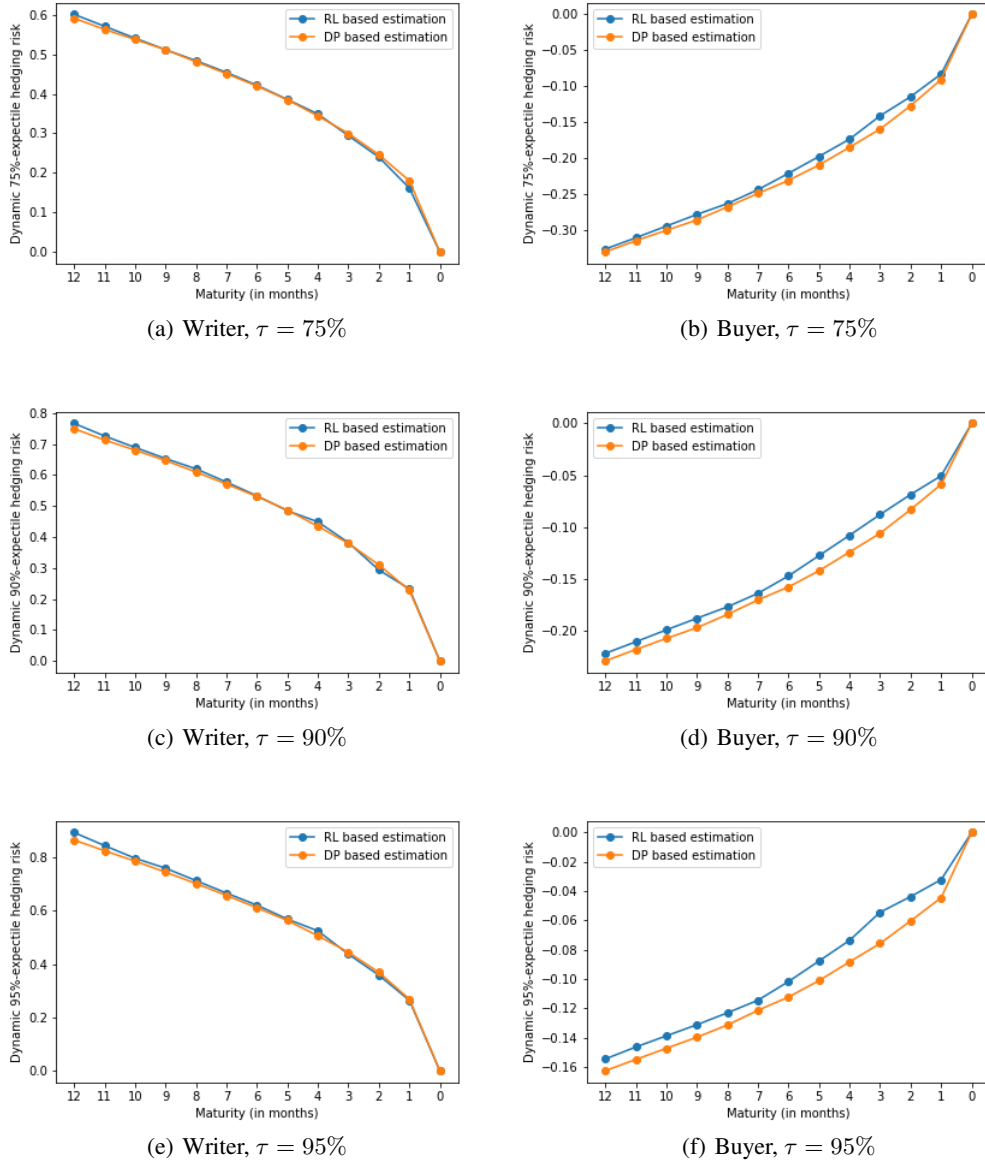 0.6
0.5
0.4
0.3
0.2
0.1
0.0
Dynamic 75%-expectile hedging risk
RL based estimation
DP based estimation
12 11 10 9 8 7 6 5 4 3 2 1 0
Maturity (in months)
(a) Writer, τ = 75%
0.00
−0.05
−0.10
−0.15
−0.20
−0.25
−0.30
Dynamic 75%-expectile hedging risk
RL based estimation
DP based estimation
12 11 10 9 8 7 6 5 4 3 2 1 0
Maturity (in months)
(b) Buyer, τ = 75%
0.8
0.7
0.6
0.5
0.4
0.3
0.2
0.1
0.0
Dynamic 90%-expectile hedging risk
RL based estimation
DP based estimation
12 11 10 9 8 7 6 5 4 3 2 1 0
Maturity (in months)
(c) Writer, τ = 90%
0.00
−0.05
−0.10
−0.15
−0.20
Dynamic 90%-expectile hedging risk
RL based estimation
DP based estimation
12 11 10 9 8 7 6 5 4 3 2 1 0
Maturity (in months)
(d) Buyer, τ = 90%
0.8
0.6
0.4
0.2
0.0
Dynamic 95%-expectile hedging risk
RL based estimation
DP based estimation
12 11 10 9 8 7 6 5 4 3 2 1 0
Maturity (in months)
(e) Writer, τ = 95%
0.00
−0.02
−0.04
−0.06
−0.08
−0.10
−0.12
−0.14
−0.16
Dynamic 95%-expectile hedging risk
RL based estimation
DP based estimation
12 11 10 9 8 7 6 5 4 3 2 1 0
Maturity (in months)
(f) Buyer, τ = 95%